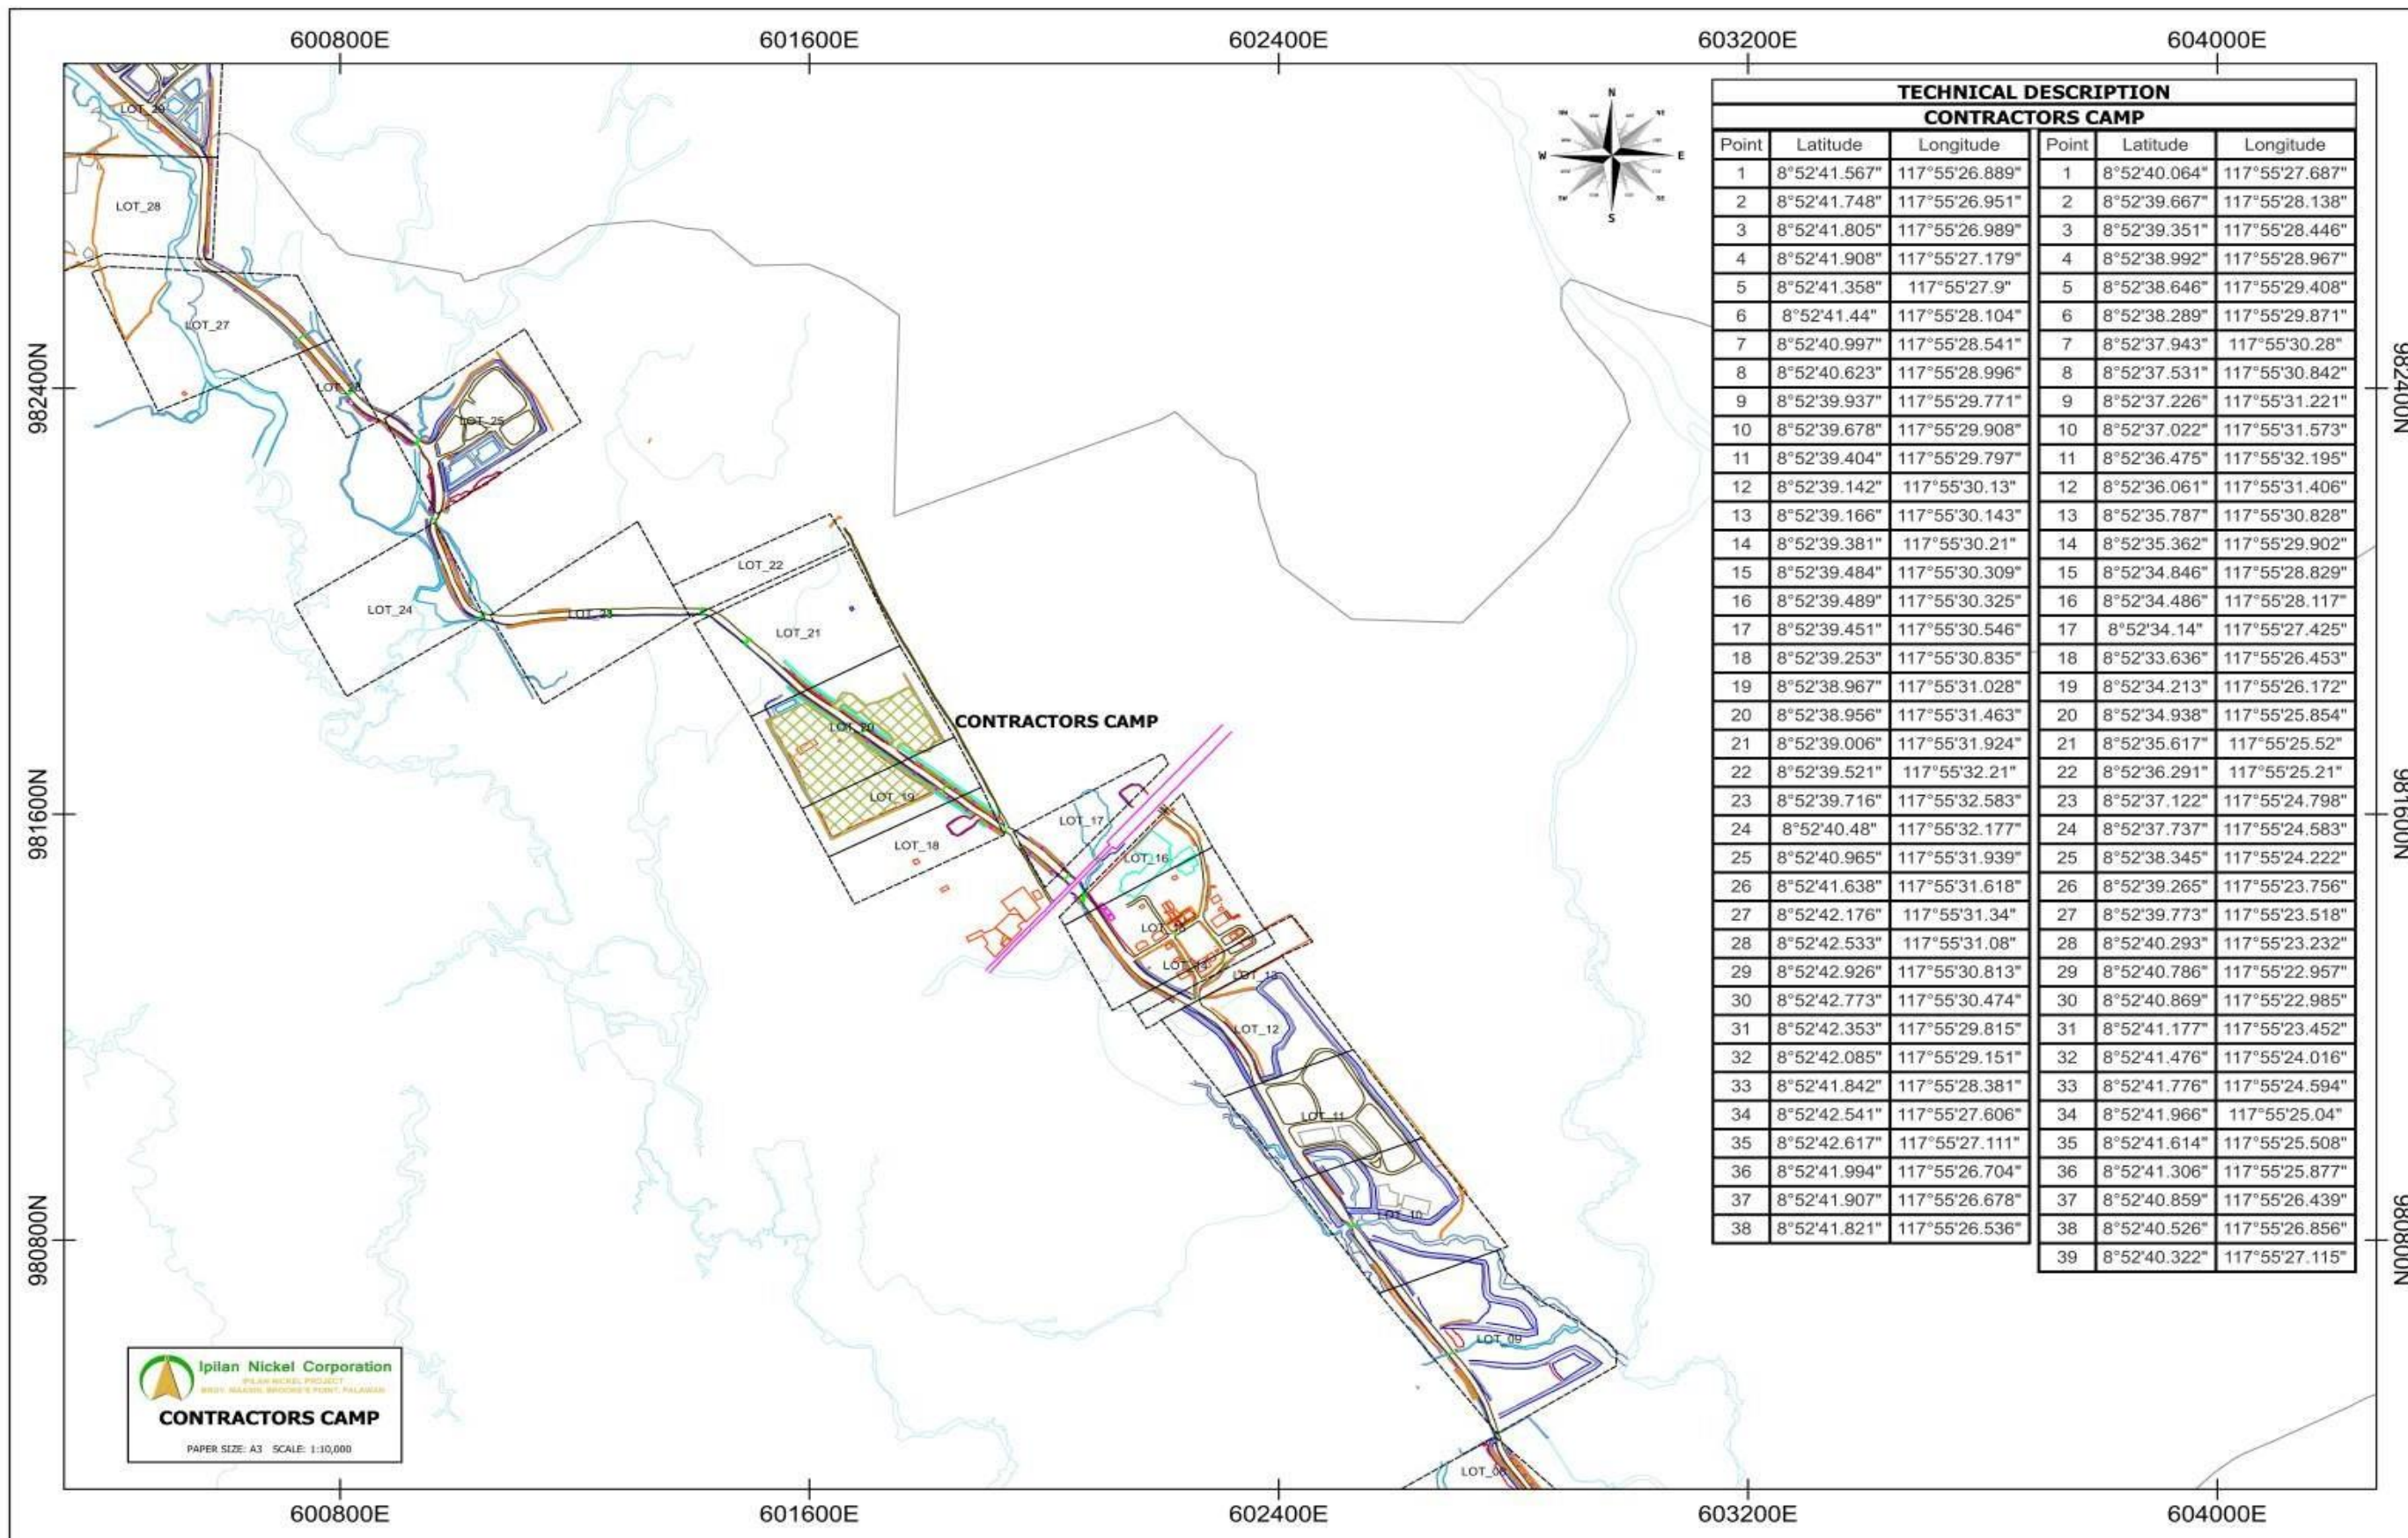 600800E 601600E 602400E 603200E 604000E
982400N
981600N
980800N
982400N
981600N
980800N
N
NE
E
SE
S
SW
W
NW
LOT_29
LOT_28
LOT_27
LOT_25
LOT_24
LOT_22
LOT_21
LOT_20
CONTRACTORS CAMP
LOT_19
LOT_18
LOT_17
LOT_16
LOT_14
LOT_13
LOT_12
LOT_11
LOT_10
LOT_09
LOT_08
TECHNICAL DESCRIPTION
CONTRACTORS CAMP
Point Latitude Longitude Point Latitude Longitude
1 8°52'41.567" 117°55'26.889" 1 8°52'40.064" 117°55'27.687"
2 8°52'41.748" 117°55'26.951" 2 8°52'39.667" 117°55'28.138"
3 8°52'41.805" 117°55'26.989" 3 8°52'39.351" 117°55'28.446"
4 8°52'41.908" 117°55'27.179" 4 8°52'38.992" 117°55'28.967"
5 8°52'41.358" 117°55'27.9" 5 8°52'38.646" 117°55'29.408"
6 8°52'41.44" 117°55'28.104" 6 8°52'38.289" 117°55'29.871"
7 8°52'40.997" 117°55'28.541" 7 8°52'37.943" 117°55'30.28"
8 8°52'40.623" 117°55'28.996" 8 8°52'37.531" 117°55'30.842"
9 8°52'39.937" 117°55'29.771" 9 8°52'37.226" 117°55'31.221"
10 8°52'39.678" 117°55'29.908" 10 8°52'37.022" 117°55'31.573"
11 8°52'39.404" 117°55'29.797" 11 8°52'36.475" 117°55'32.195"
12 8°52'39.142" 117°55'30.13" 12 8°52'36.061" 117°55'31.406"
13 8°52'39.166" 117°55'30.143" 13 8°52'35.787" 117°55'30.828"
14 8°52'39.381" 117°55'30.21" 14 8°52'35.362" 117°55'29.902"
15 8°52'39.484" 117°55'30.309" 15 8°52'34.846" 117°55'28.829"
16 8°52'39.489" 117°55'30.325" 16 8°52'34.486" 117°55'28.117"
17 8°52'39.451" 117°55'30.546" 17 8°52'34.14" 117°55'27.425"
18 8°52'39.253" 117°55'30.835" 18 8°52'33.636" 117°55'26.453"
19 8°52'38.967" 117°55'31.028" 19 8°52'34.213" 117°55'26.172"
20 8°52'38.956" 117°55'31.463" 20 8°52'34.938" 117°55'25.854"
21 8°52'39.006" 117°55'31.924" 21 8°52'35.617" 117°55'25.52"
22 8°52'39.521" 117°55'32.21" 22 8°52'36.291" 117°55'25.21"
23 8°52'39.716" 117°55'32.583" 23 8°52'37.122" 117°55'24.798"
24 8°52'40.48" 117°55'32.177" 24 8°52'37.737" 117°55'24.583"
25 8°52'40.965" 117°55'31.939" 25 8°52'38.345" 117°55'24.222"
26 8°52'41.638" 117°55'31.618" 26 8°52'39.265" 117°55'23.756"
27 8°52'42.176" 117°55'31.34" 27 8°52'39.773" 117°55'23.518"
28 8°52'42.533" 117°55'31.08" 28 8°52'40.293" 117°55'23.232"
29 8°52'42.926" 117°55'30.813" 29 8°52'40.786" 117°55'22.957"
30 8°52'42.773" 117°55'30.474" 30 8°52'40.869" 117°55'22.985"
31 8°52'42.353" 117°55'29.815" 31 8°52'41.177" 117°55'23.452"
32 8°52'42.085" 117°55'29.151" 32 8°52'41.476" 117°55'24.016"
33 8°52'41.842" 117°55'28.381" 33 8°52'41.776" 117°55'24.594"
34 8°52'42.541" 117°55'27.606" 34 8°52'41.966" 117°55'25.04"
35 8°52'42.617" 117°55'27.111" 35 8°52'41.614" 117°55'25.508"
36 8°52'41.994" 117°55'26.704" 36 8°52'41.306" 117°55'25.877"
37 8°52'41.907" 117°55'26.678" 37 8°52'40.859" 117°55'26.439"
38 8°52'41.821" 117°55'26.536" 38 8°52'40.526" 117°55'26.856"
39 8°52'40.322" 117°55'27.115"
Ipilan Nickel Corporation
IPILAN NICKEL PROJECT
BRGY. MAASIN, BROOKE'S POINT, PALAWAN
CONTRACTORS CAMP
PAPER SIZE: A3 SCALE: 1:10,000
600800E 601600E 602400E 603200E 604000E